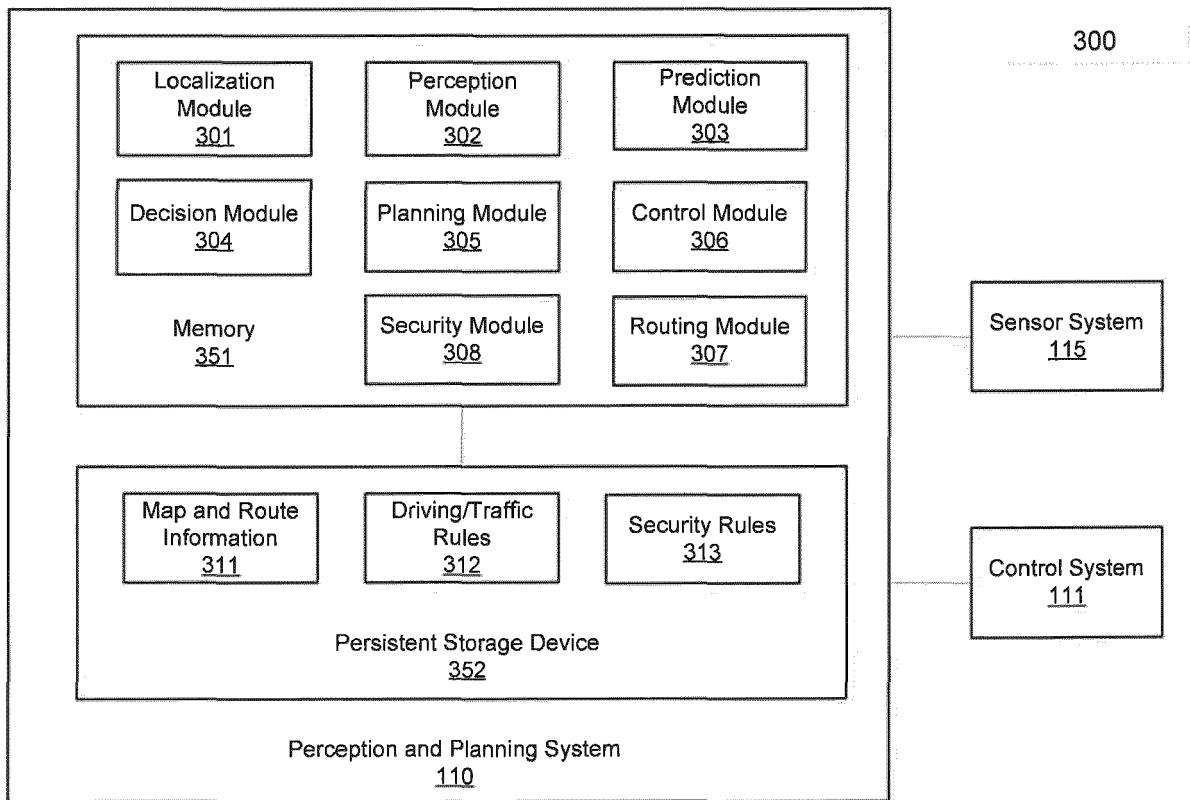 300
Localization
Module
301
Perception
Module
302
Prediction
Module
303
Decision Module
304
Planning Module
305
Control Module
306
Memory
351
Security Module
308
Routing Module
307
Sensor System
115
Map and Route
Information
311
Driving/Traffic
Rules
312
Security Rules
313
Control System
111
Persistent Storage Device
352
Perception and Planning System
110